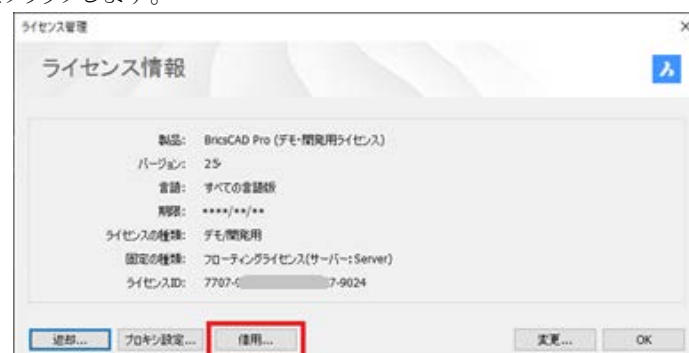 クリックします。
ライセンス管理
ライセンス情報
製品: BricsCAD Pro (デモ・開発用ライセンス)
バージョン: 25
言語: すべての言語版
期限: ****/**/**
ライセンスの種類: デモ/開発用
固定の種類: フローティングライセンス(サーバー: Server)
ライセンスID: 7707- 7-9024
返却... プロキシ設定... 借用... 変更... OK